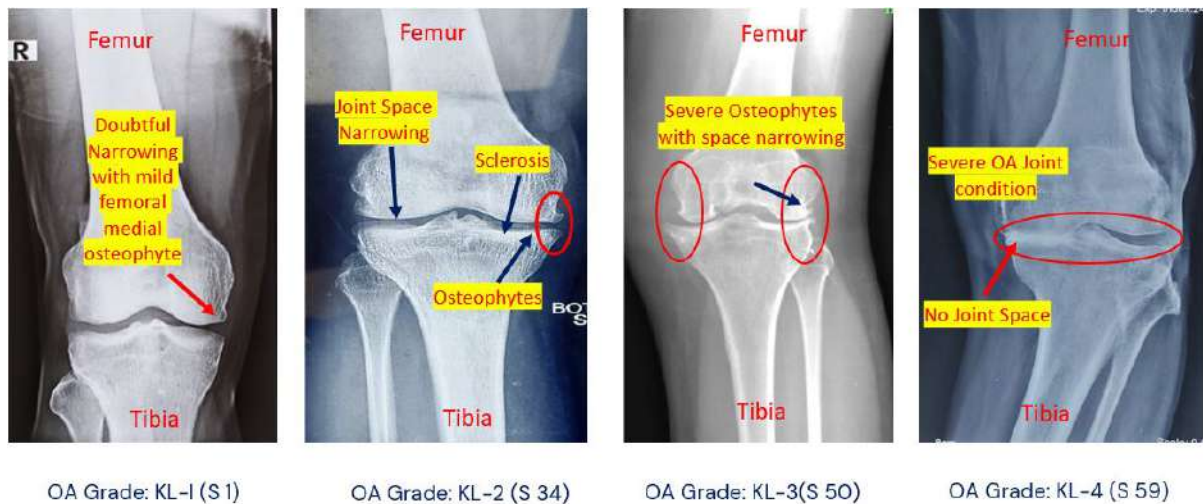 R
Femur
Doubtful
Narrowing
with mild
femoral
medial
osteophyte
Tibia
OA Grade: KL-1 (S 1)
Femur
Joint Space
Narrowing
Sclerosis
Osteophytes
BOT
S
Tibia
OA Grade: KL-2 (S 34)
Femur
Severe Osteophytes
with space narrowing
Tibia
OA Grade: KL-3(S 50)
Femur
Severe OA Joint
condition
No Joint Space
Tibia
OA Grade: KL-4 (S 59)